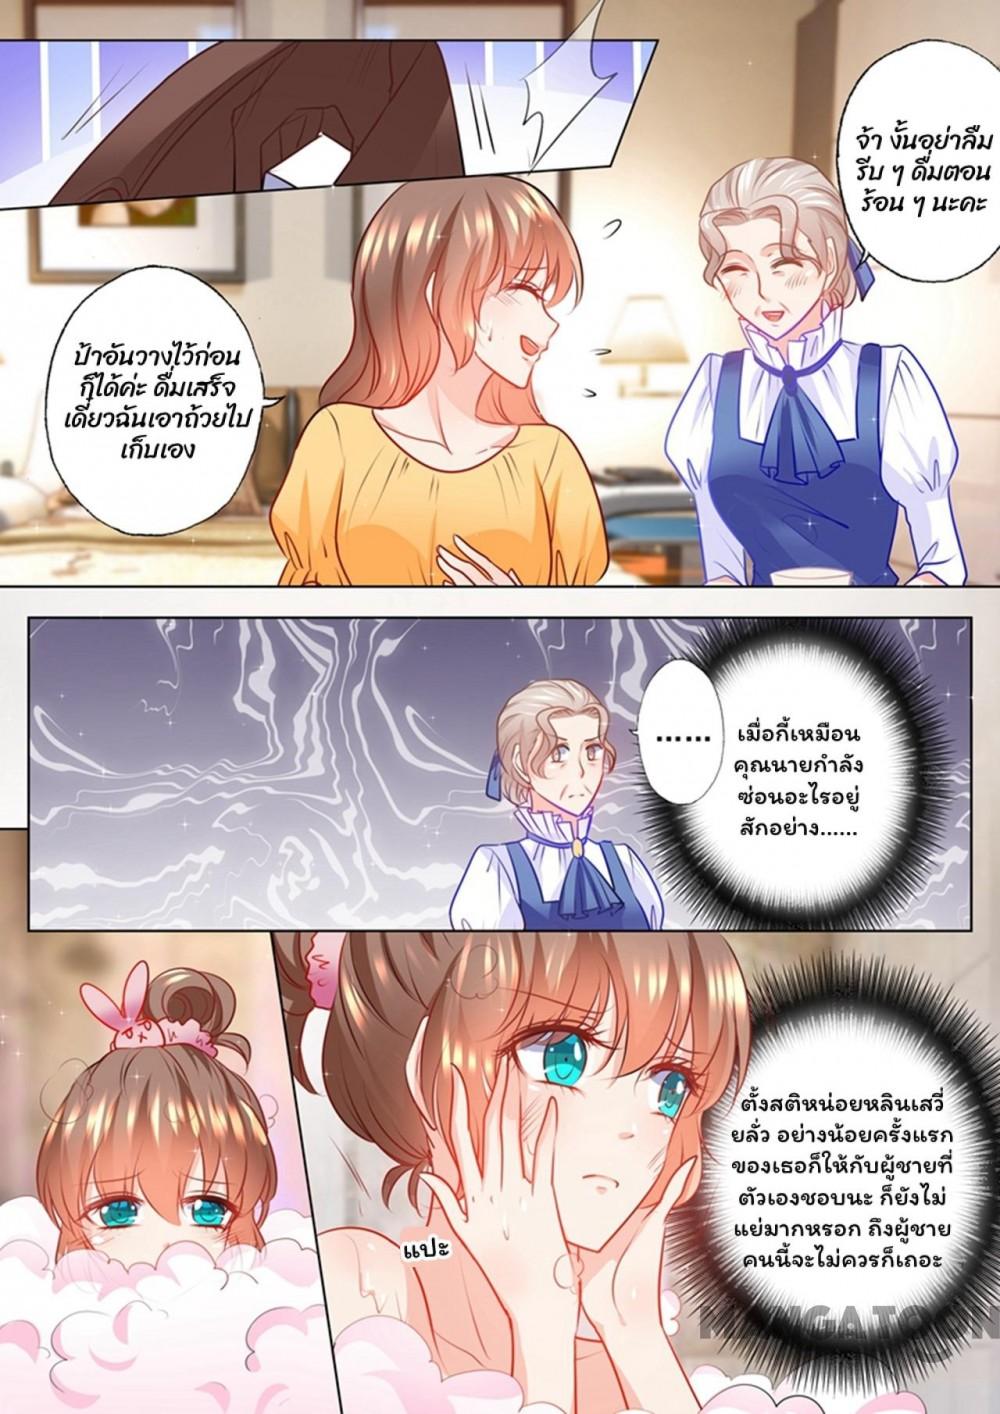 จ้า งั้นอย่าลืม
รีบ ๆ ดื่มตอน
ร้อน ๆ นะคะ
ป้าอันวางไว้ก่อน
ก็ได้ค่ะ ดื่มเสร็จ
เดี๋ยวฉันเอาถ้วยไป
เก็บเอง
......
เมื่อกี้เหมือน
คุณนายกำลัง
ซ่อนอะไรอยู่
สักอย่าง......
ตั้งสติหน่อยหลินเสวี่
ยลั่ว อย่างน้อยครั้งแรก
ของเธอก็ให้กับผู้ชายที่
ตัวเองชอบนะ ก็ยังไม่
แย่มากหรอก ถึงผู้ชาย
คนนี้จะไม่ควรก็เถอะ
แปะ
MANGATOON